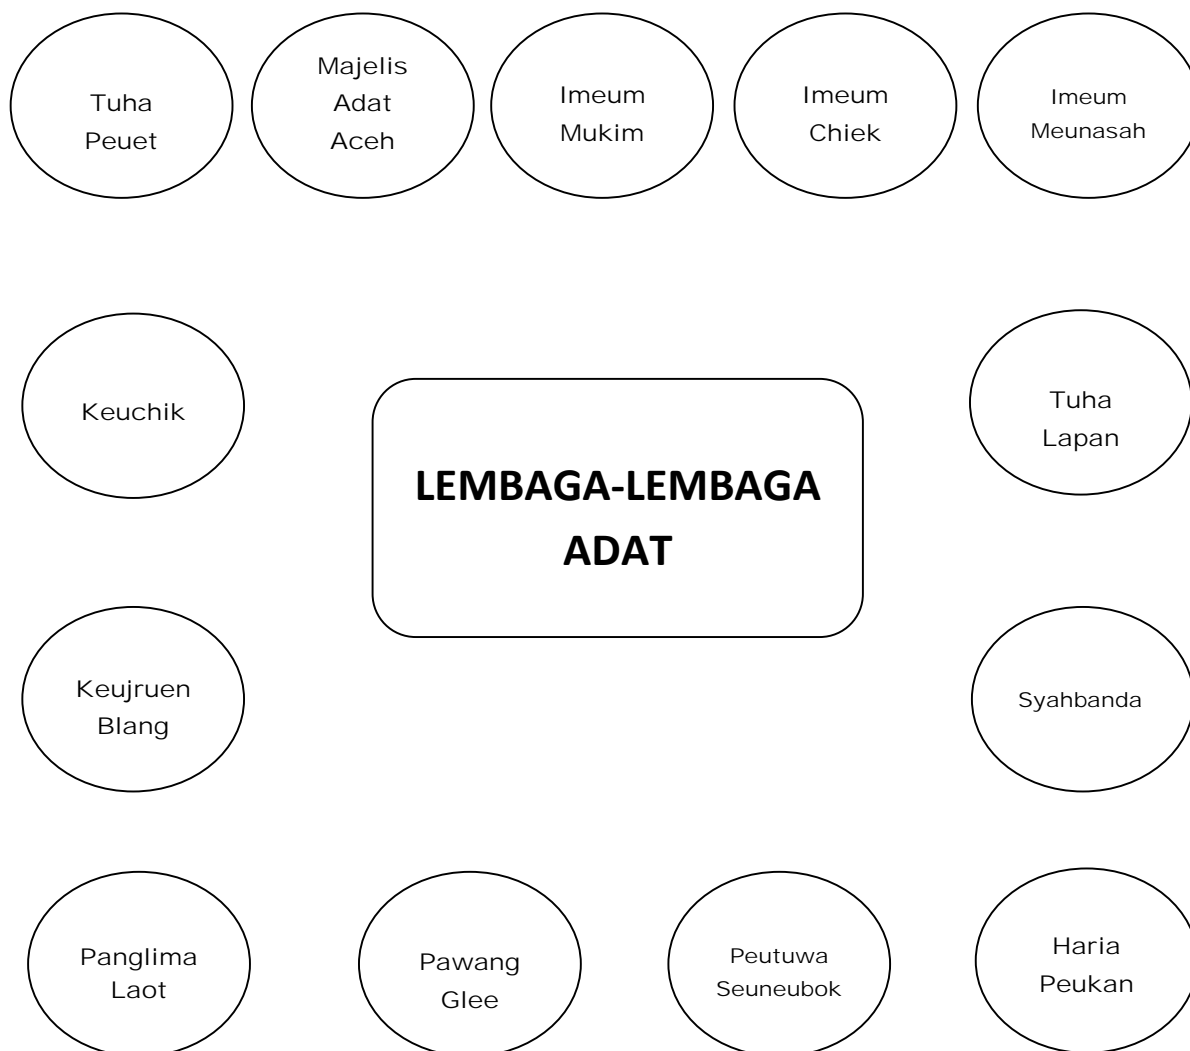 Tuha
Peuet
Majelis
Adat
Aceh
Imeum
Mukim
Imeum
Chiek
Imeum
Meunasah
Keuchik
LEMBAGA-LEMBAGA
ADAT
Tuha
Lapan
Keujruen
Blang
Syahbanda
Panglima
Laot
Pawang
Glee
Peutuwa
Seuneubok
Haria
Peukan